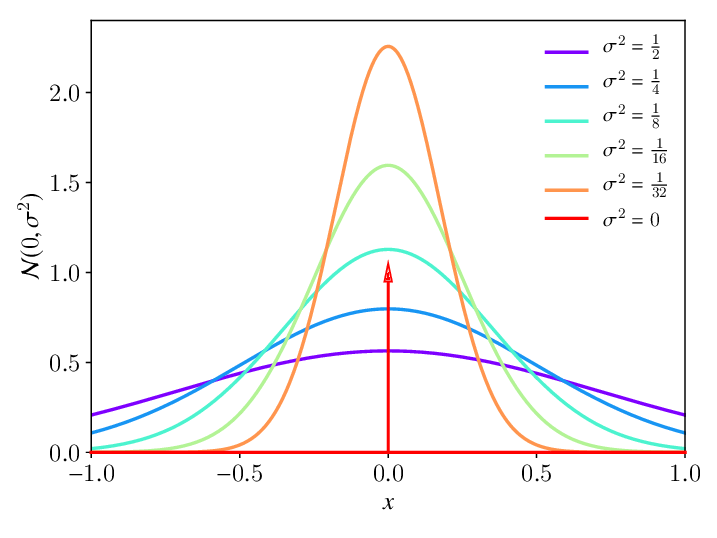 2.0
1.5
1.0
0.5
0.0
−1.0 −0.5 0.0 0.5 1.0
x
𝒩(0, σ²)
σ² = 1/2
σ² = 1/4
σ² = 1/8
σ² = 1/16
σ² = 1/32
σ² = 0